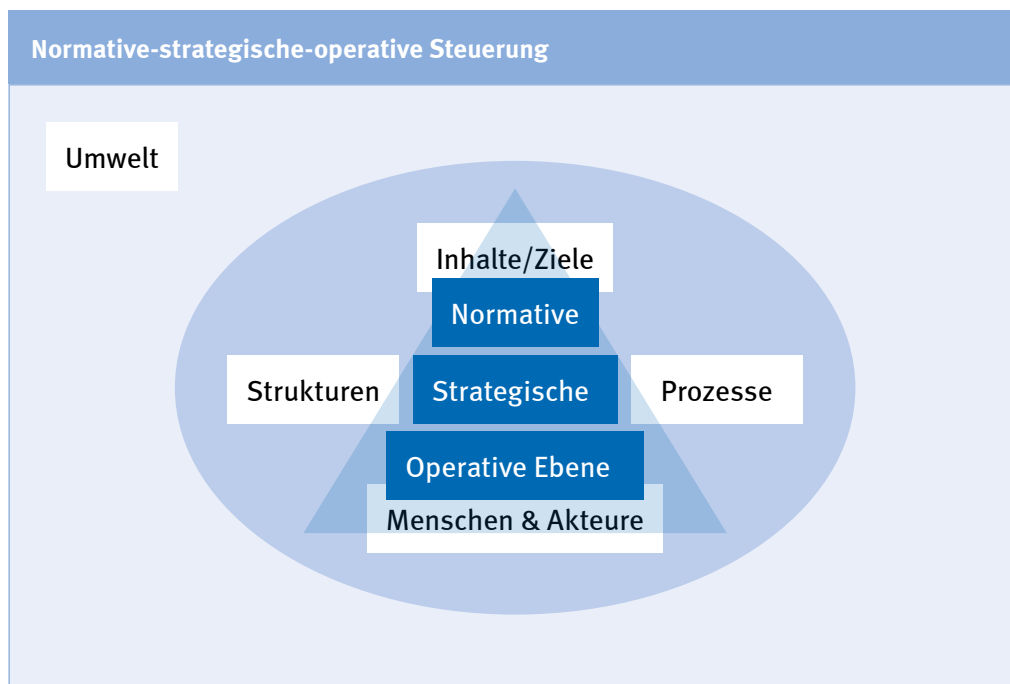 Normative-strategische-operative Steuerung
Umwelt
Inhalte/Ziele
Normative
Strukturen
Strategische
Prozesse
Operative Ebene
Menschen & Akteure